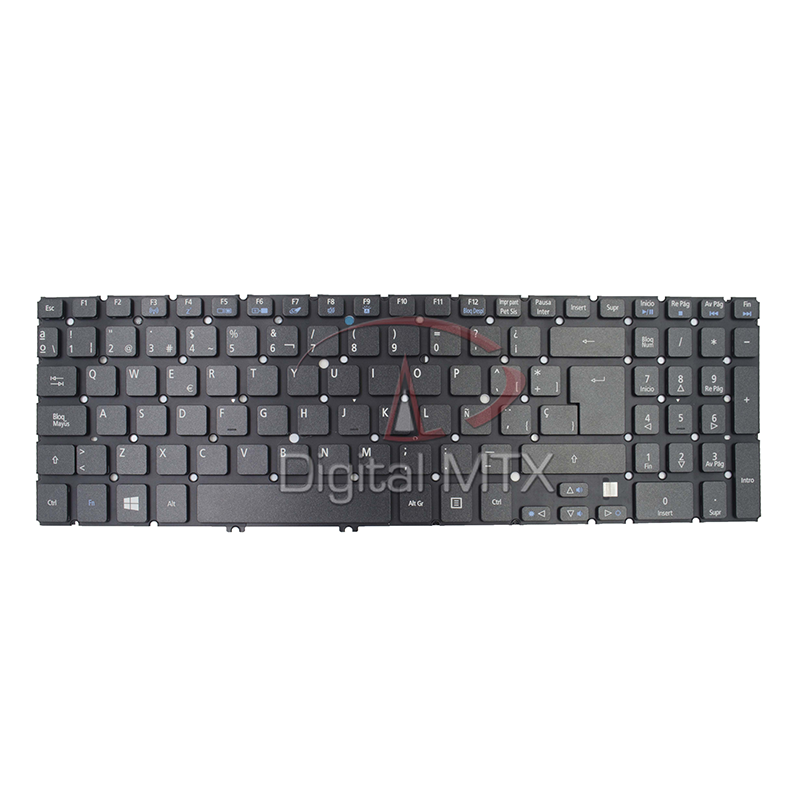 Esc F1 F2 F3 F4 F5 F6 F7 F8 F9 F10 F11 F12 Impr pant Pausa Insert Supr Inicio Re Pág Av Pág Fin
Bloq Despl Pet Sis Inter
ª ! " · $ % & / ( ) = ? ¿ Bloq / * -
º 1 | 2 @ 3 # 4 ~ 5 6 ¬ 7 8 9 0 ' ¡ Num
Q W E R T Y U I O P ^ * 7 8 9 +
€ [ + ] Inicio Re Pág
Bloq A S D F G H J K L Ñ Ç 4 5 6
Mayus
> Z X C V B N M 1 2 3 Intro
< Fin Av Pág
Ctrl Fn Alt Alt Gr Ctrl 0 .
Insert Supr
Digital MTX